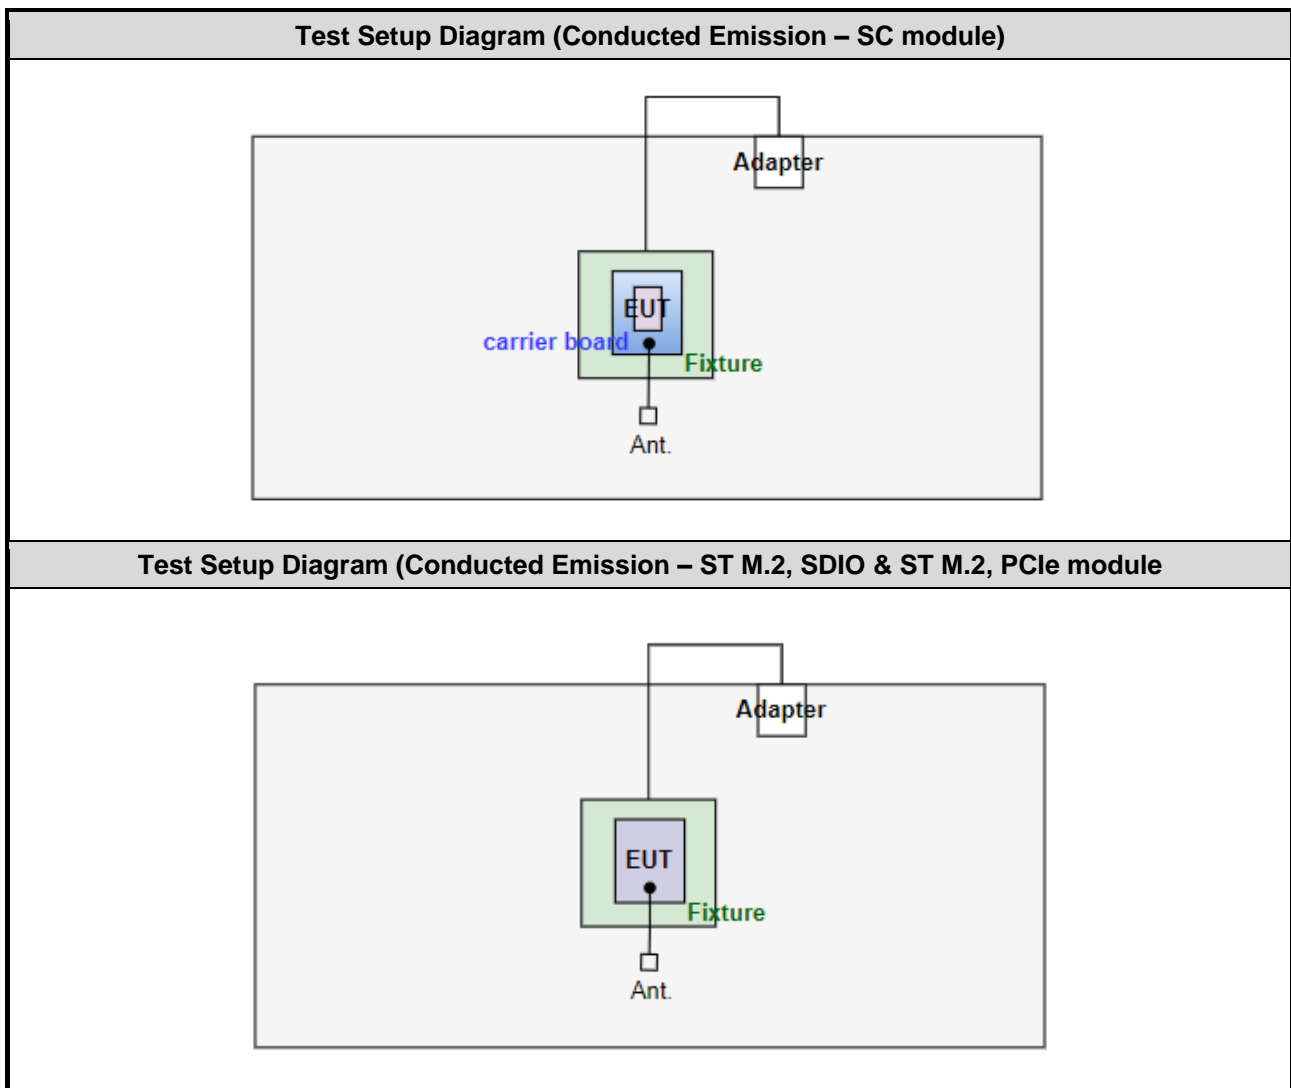 Test Setup Diagram (Conducted Emission – SC module)
Adapter
EUT
carrier board
Fixture
Ant.
Test Setup Diagram (Conducted Emission – ST M.2, SDIO & ST M.2, PCIe module
Adapter
EUT
Fixture
Ant.